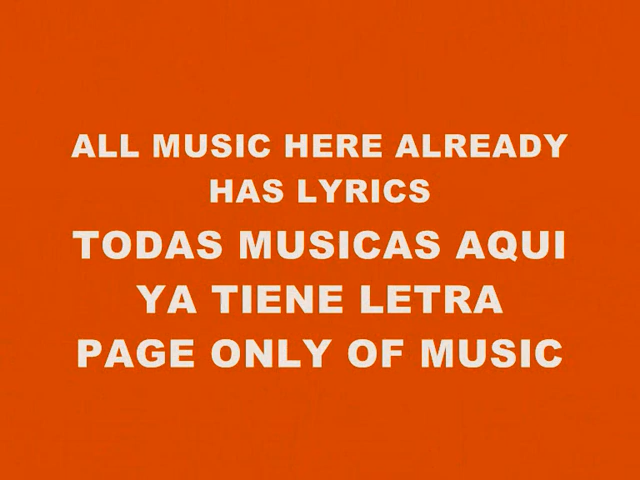 ALL MUSIC HERE ALREADY
HAS LYRICS
TODAS MUSICAS AQUI
YA TIENE LETRA
PAGE ONLY OF MUSIC